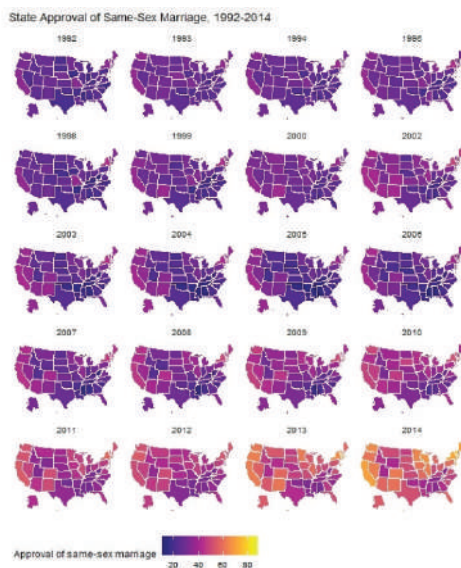 State Approval of Same-Sex Marriage, 1992-2014
1992 1993 1994
1998 1999 2000 2002
2003 2004 2005 2006
2007 2008 2009 2010
2011 2012 2013 2014
Approval of same-sex marriage
20 40 60 80